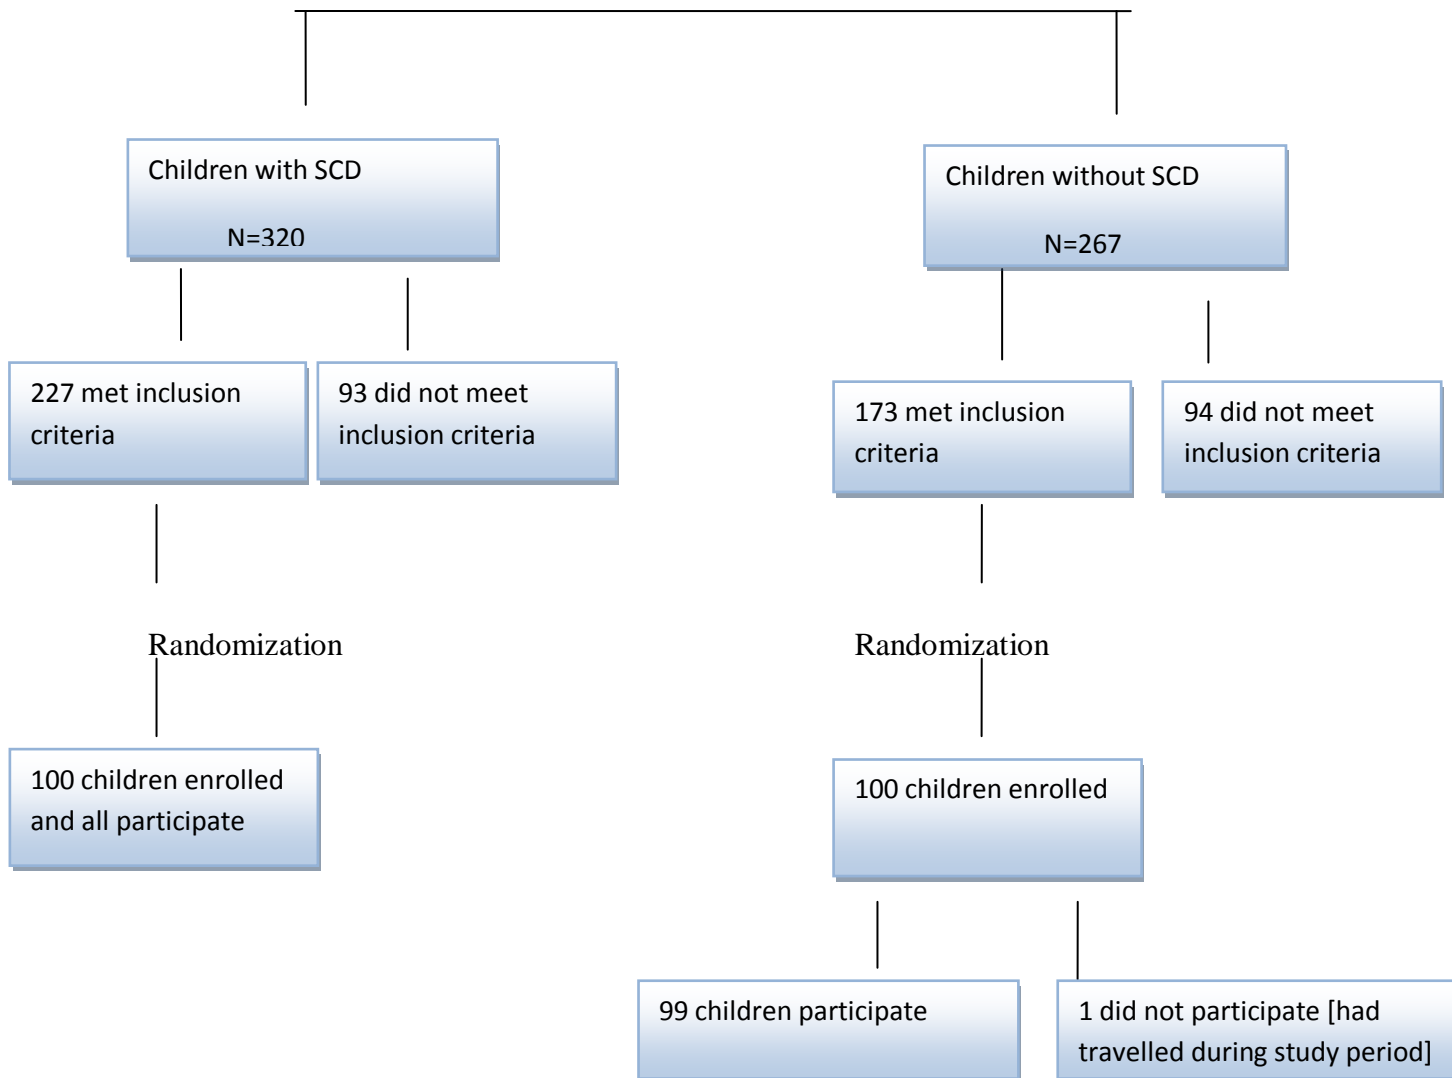 Children with SCD
N=320
Children without SCD
N=267
227 met inclusion
criteria
93 did not meet
inclusion criteria
173 met inclusion
criteria
94 did not meet
inclusion criteria
Randomization
Randomization
100 children enrolled
and all participate
100 children enrolled
99 children participate
1 did not participate [had
travelled during study period]